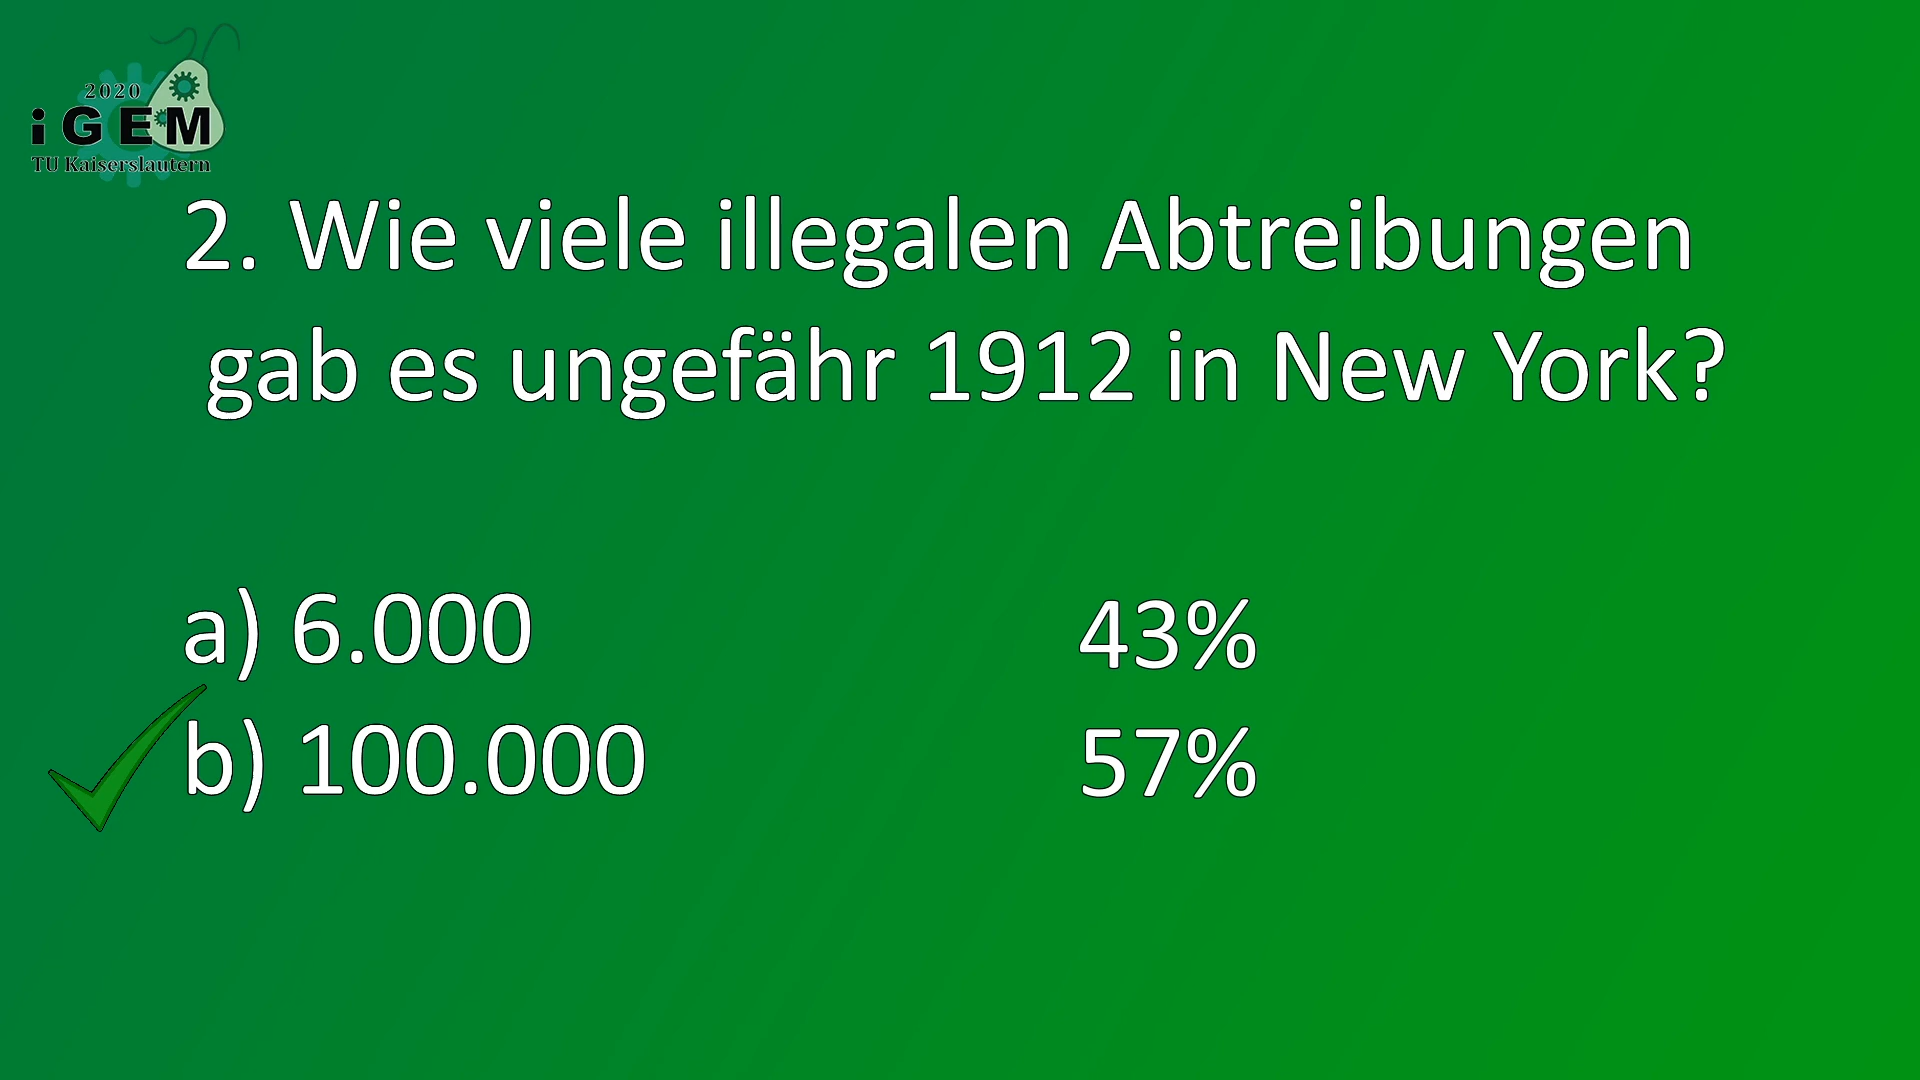 2020
iGEM
TU Kaiserslautern
2. Wie viele illegalen Abtreibungen
gab es ungefähr 1912 in New York?
a) 6.000 43%
b) 100.000 57%